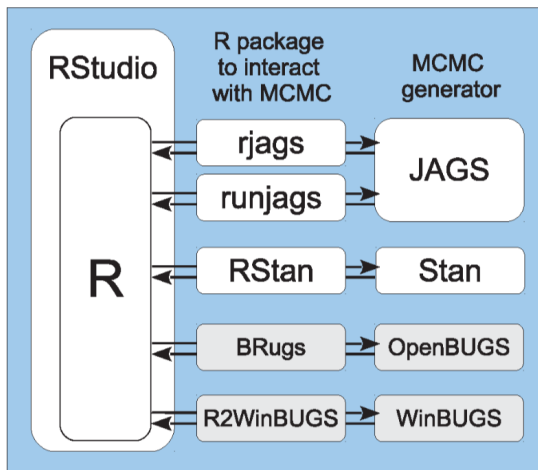 RStudio
R package
to interact
with MCMC
MCMC
generator
R
rjags
runjags
JAGS
RStan
Stan
BRugs
OpenBUGS
R2WinBUGS
WinBUGS